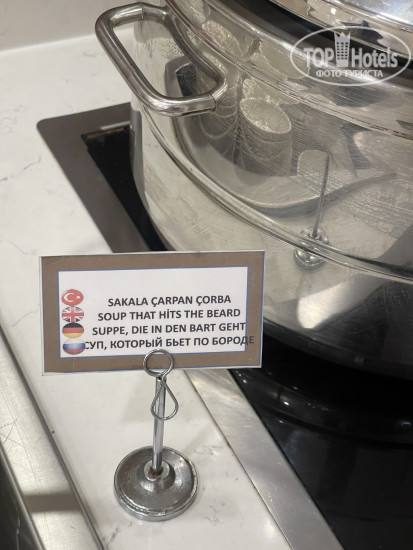 TOP Hotels
ФОТО ТУРИСТА
SAKALA ÇARPAN ÇORBA
SOUP THAT HİTS THE BEARD
SUPPE, DIE IN DEN BART GEHT
СУП, КОТОРЫЙ БЬЕТ ПО БОРОДЕ